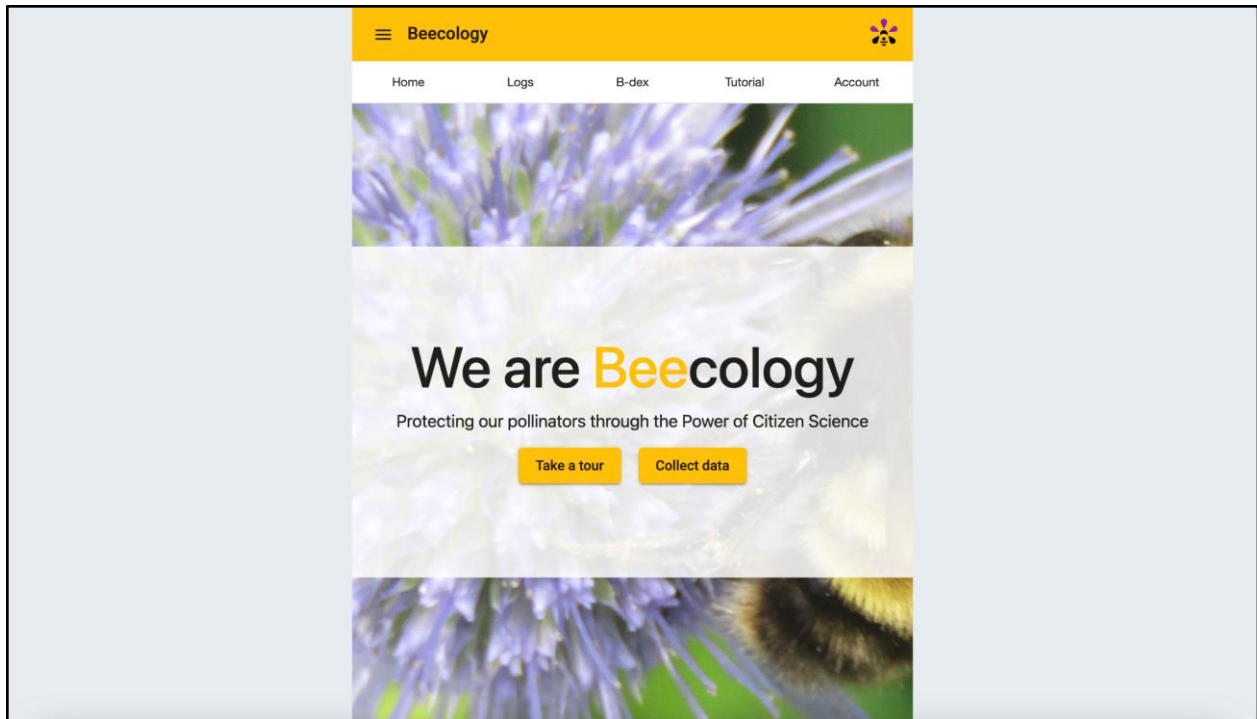 Beecology
Home Logs B-dex Tutorial Account
We are Beecology
Protecting our pollinators through the Power of Citizen Science
Take a tour Collect data